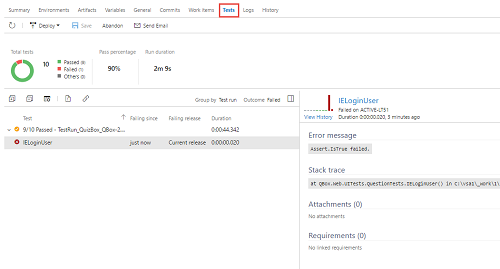 Summary Environments Artifacts Variables General Commits Work items Tests Logs History
Deploy Save Abandon Send Email
Total tests Pass percentage Run duration
10 Passed (9) 90% 2m 9s
Failed (1)
Others (0)
Group by Test run Outcome Failed
Test Failing since Failing release Duration
9/10 Passed - TestRun_QuizBox_QBox-2... 0:00:44.342
IELoginUser just now Current release 0:00:00.020
IELoginUser
Failed on ACTIVE-LT51
View History Duration 0:00:00.020, 3 minutes ago
Error message
Assert.IsTrue failed.
Stack trace
at QBox.Web.UITests.QuestionTests.IELoginUser() in C:\vsai\_work\1\
Attachments (0)
No attachments
Requirements (0)
No linked requirements